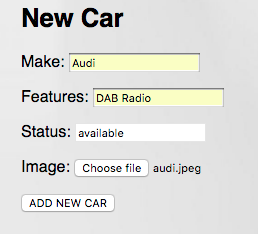 New Car
Make: Audi
Features: DAB Radio
Status: available
Image: Choose file audi.jpeg
ADD NEW CAR